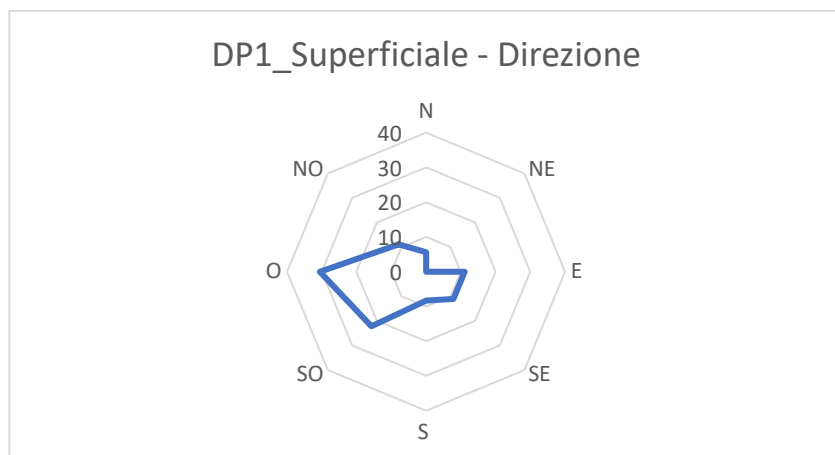 DP1_Superficiale - Direzione
N
40
NO
30
NE
20
10
O
0
E
SO
SE
S